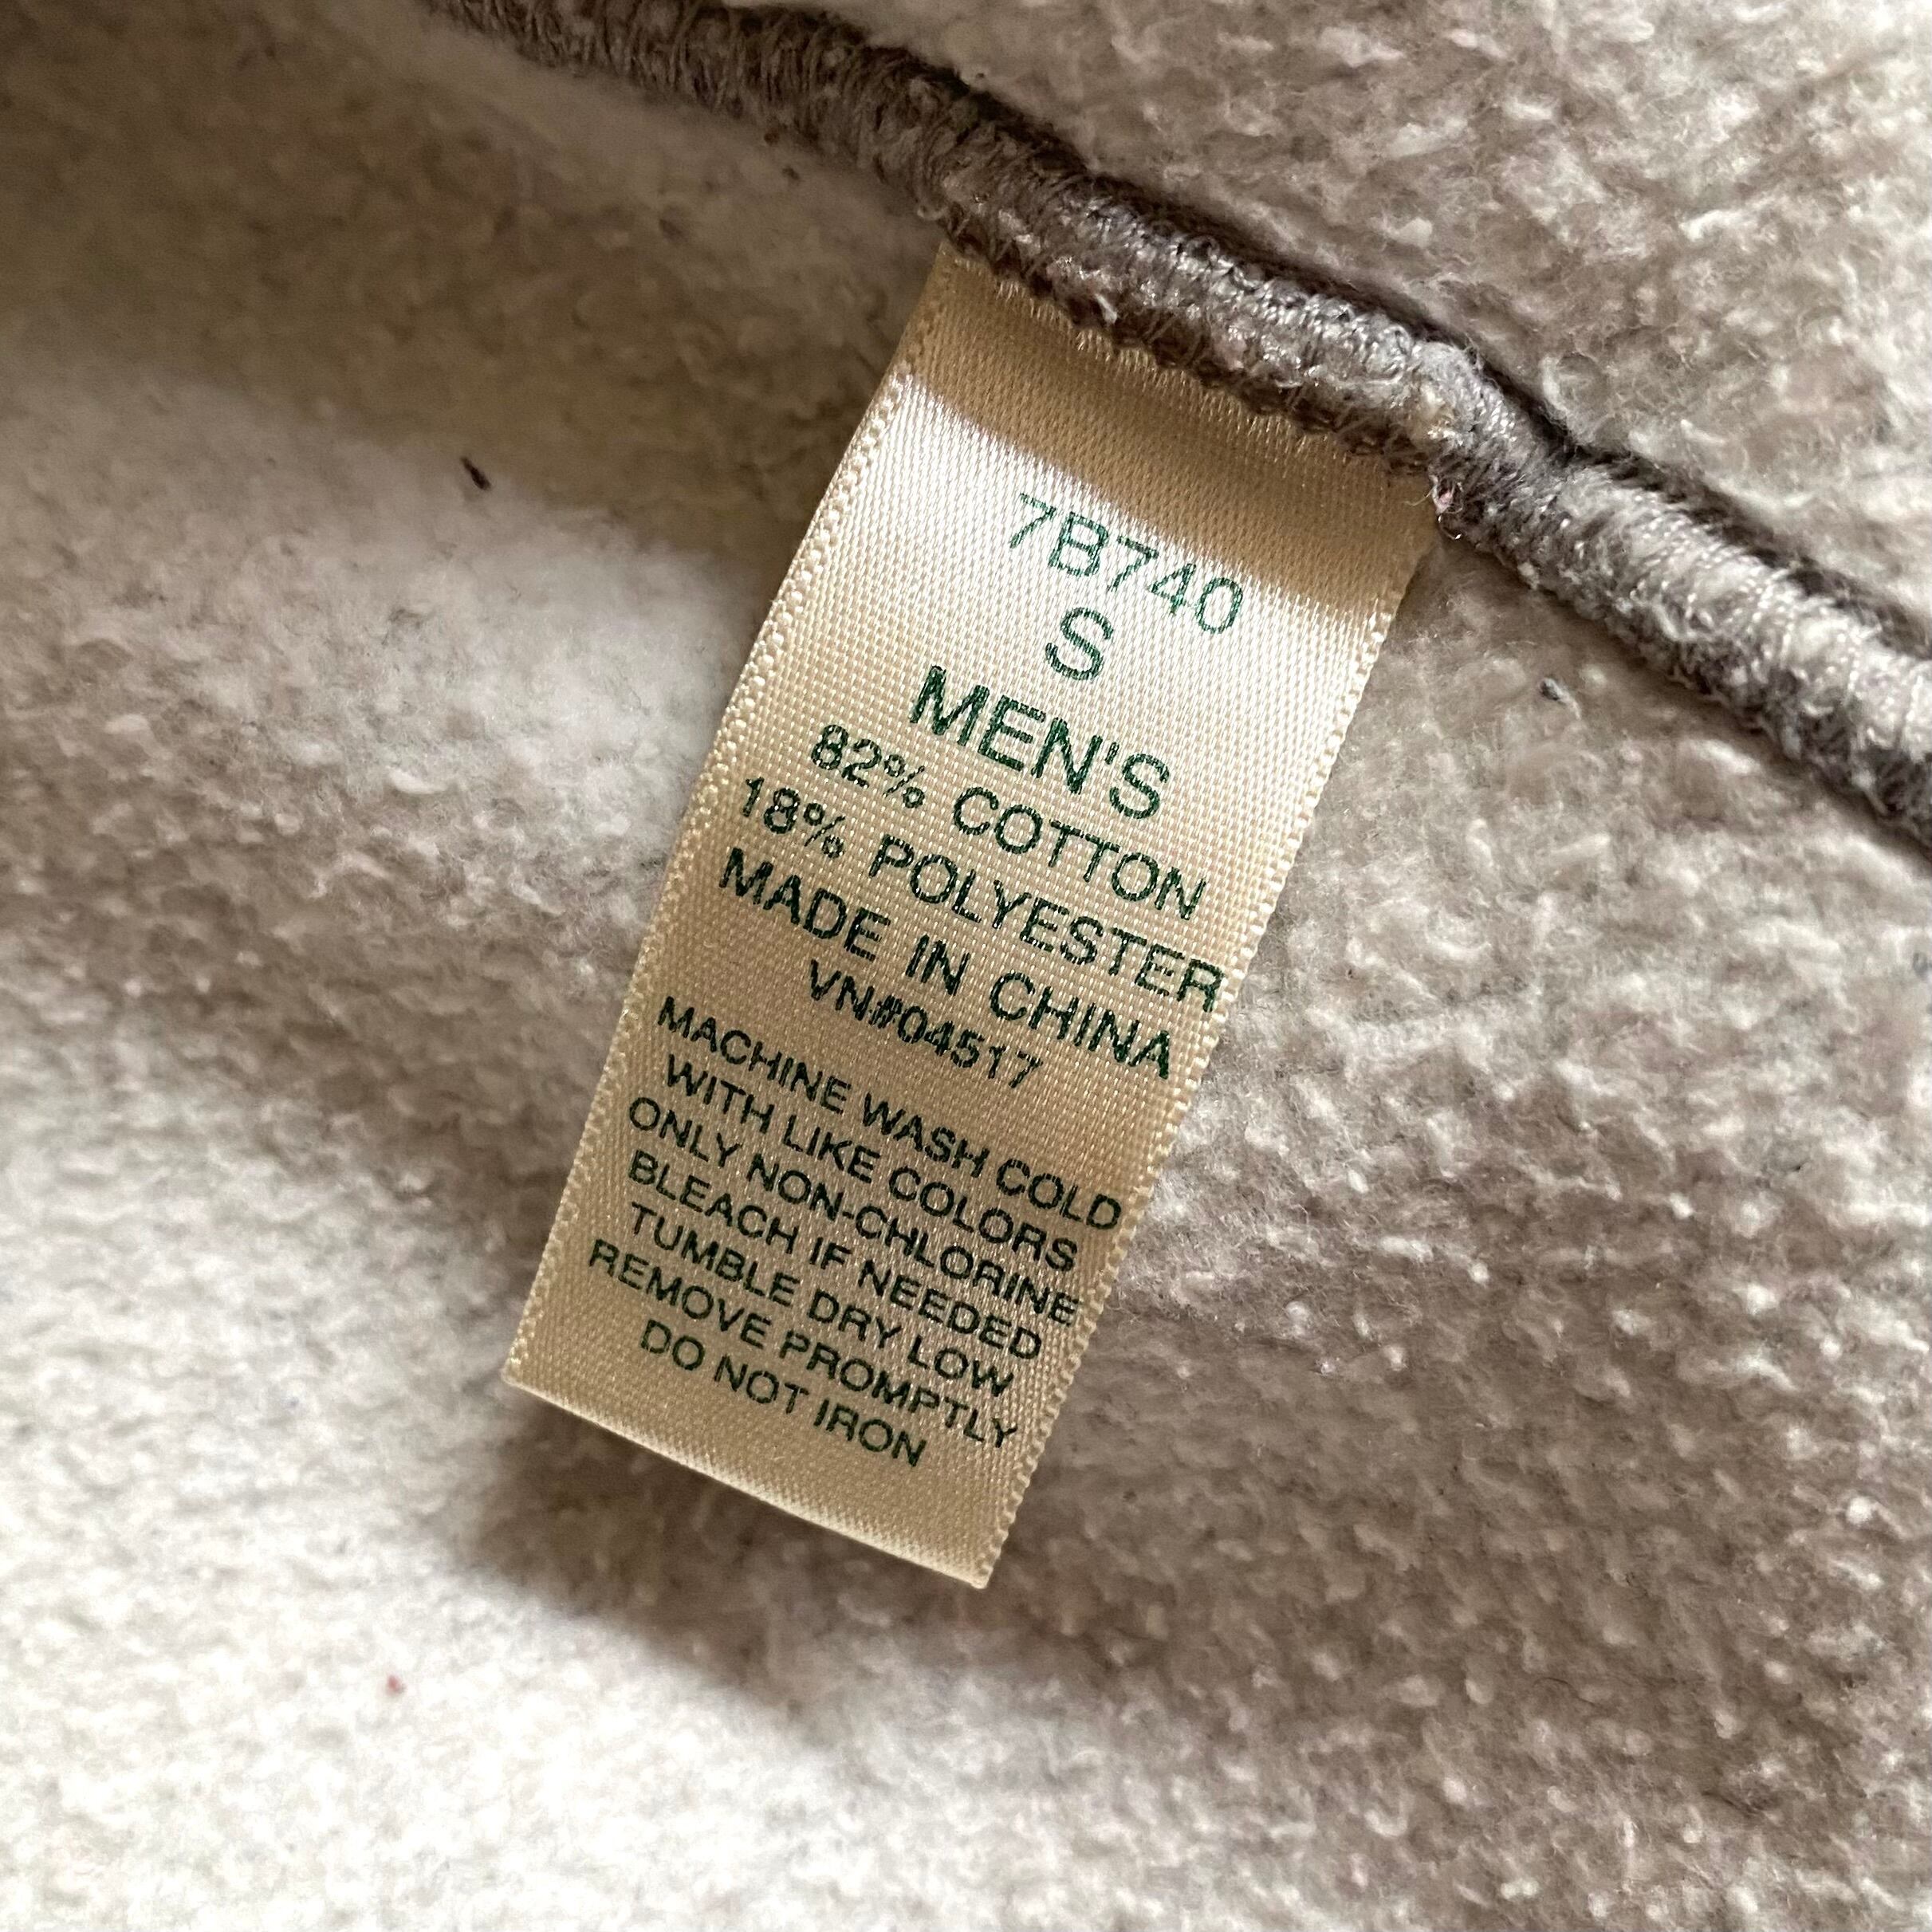 7B740
S
MEN'S
82% COTTON
18% POLYESTER
MADE IN CHINA
VN#04517
MACHINE WASH COLD
WITH LIKE COLORS
ONLY NON-CHLORINE
BLEACH IF NEEDED
TUMBLE DRY LOW
REMOVE PROMPTLY
DO NOT IRON